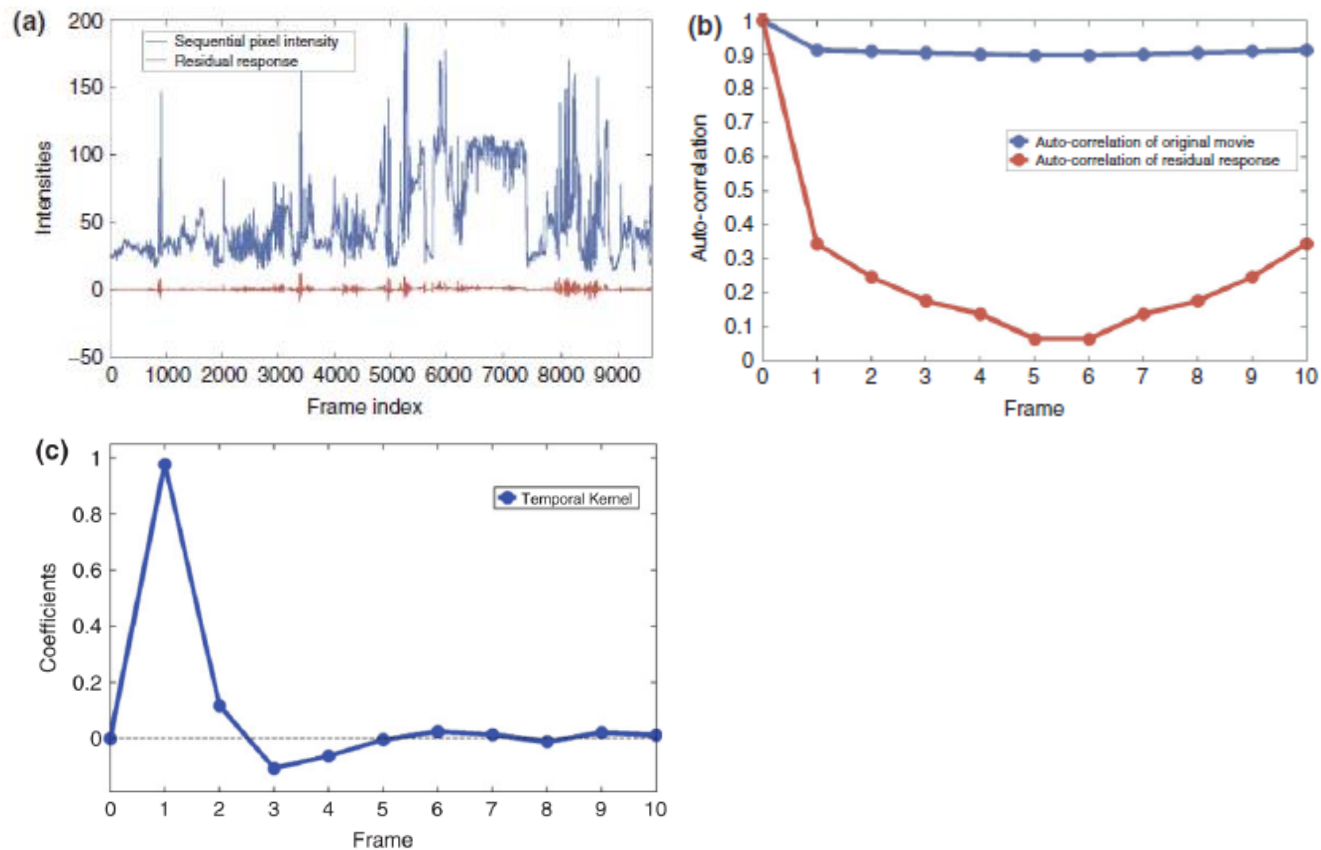 (a)
200
150
100
50
0
−50
Intensities
Sequential pixel intensity
Residual response
0 1000 2000 3000 4000 5000 6000 7000 8000 9000
Frame index
(b)
1
0.9
0.8
0.7
0.6
0.5
0.4
0.3
0.2
0.1
0
Auto-correlation
Auto-correlation of original movie
Auto-correlation of residual response
0 1 2 3 4 5 6 7 8 9 10
Frame
(c)
1
0.8
0.6
0.4
0.2
0
Coefficients
Temporal Kernel
0 1 2 3 4 5 6 7 8 9 10
Frame